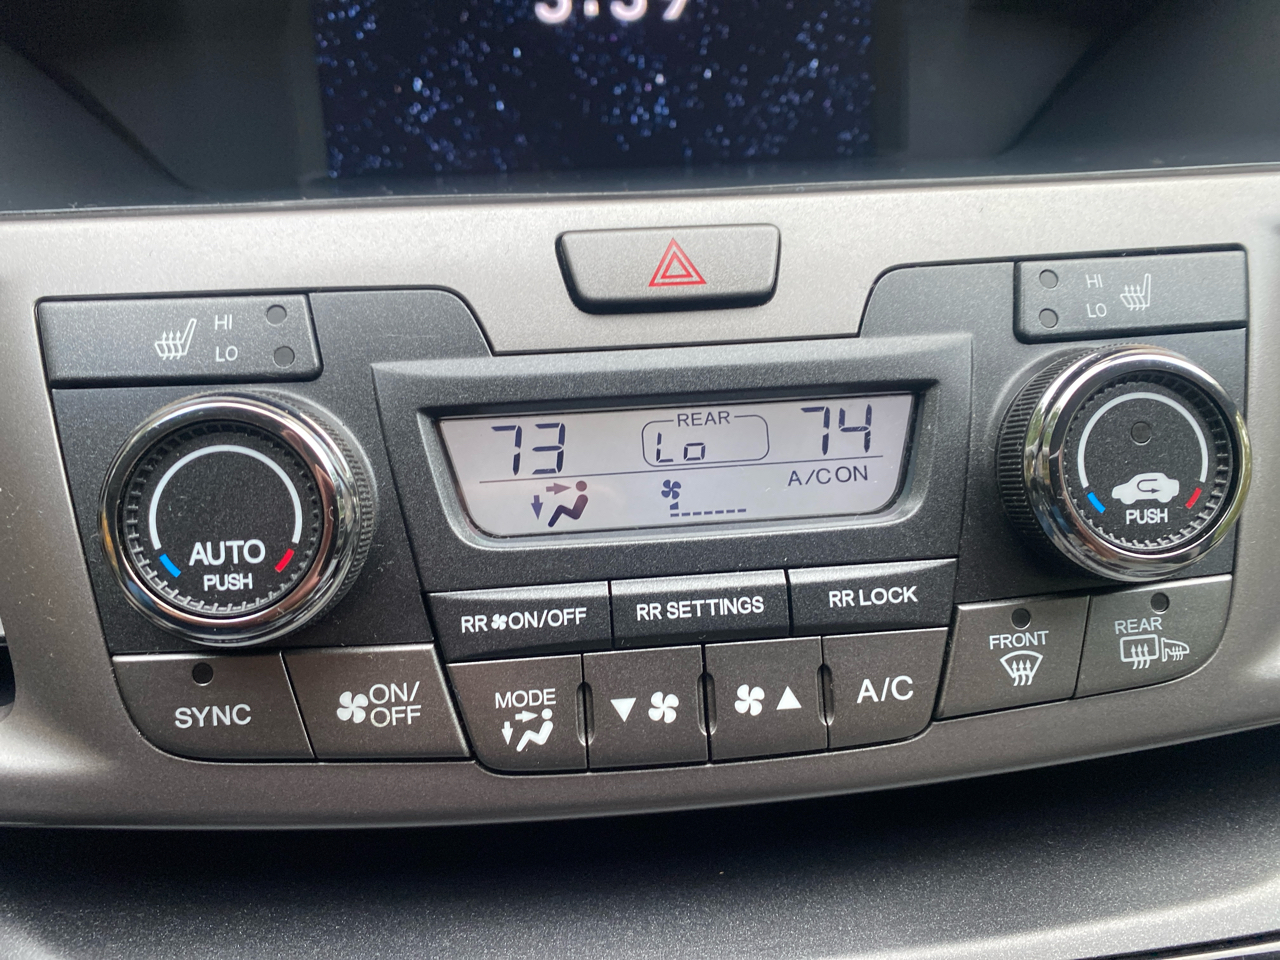 HI
LO
HI
LO
73
REAR
Lo
74
A/C ON
AUTO
PUSH
PUSH
RR ON/OFF
RR SETTINGS
RR LOCK
SYNC
ON/
OFF
MODE
A/C
FRONT
REAR